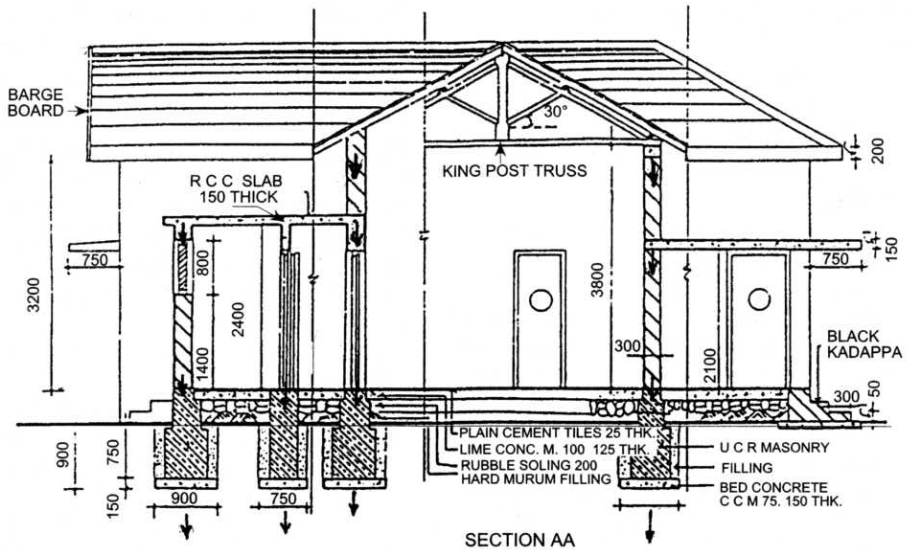 BARGE
BOARD
30°
200
KING POST TRUSS
R C C SLAB
150 THICK
750
800
3200
2400
1400
3800
150
750
300
2100
BLACK
KADAPPA
300
50
PLAIN CEMENT TILES 25 THK.
LIME CONC. M. 100 125 THK.
RUBBLE SOLING 200
HARD MURUM FILLING
U C R MASONRY
FILLING
BED CONCRETE
C C M 75. 150 THK.
900
750
150
900
750
SECTION AA